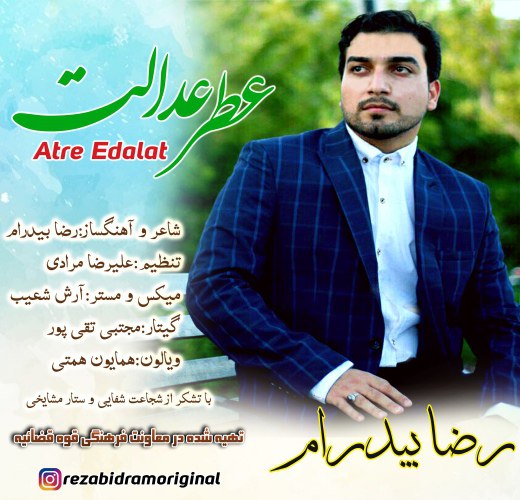 عطر عدالت
Atre Edalat
شاعر و آهنگساز:رضا بیدرام
تنظیم:علیرضا مرادی
میکس و مستر:آرش شعیب
گیتار:مجتبی تقی پور
ویالون:همایون همتی
با تشکر از شجاعت شفایی و ستار مشایخی
تهیه شده در معاونت فرهنگی قوه قضائیه
رضا بیدرام
rezabidramoriginal